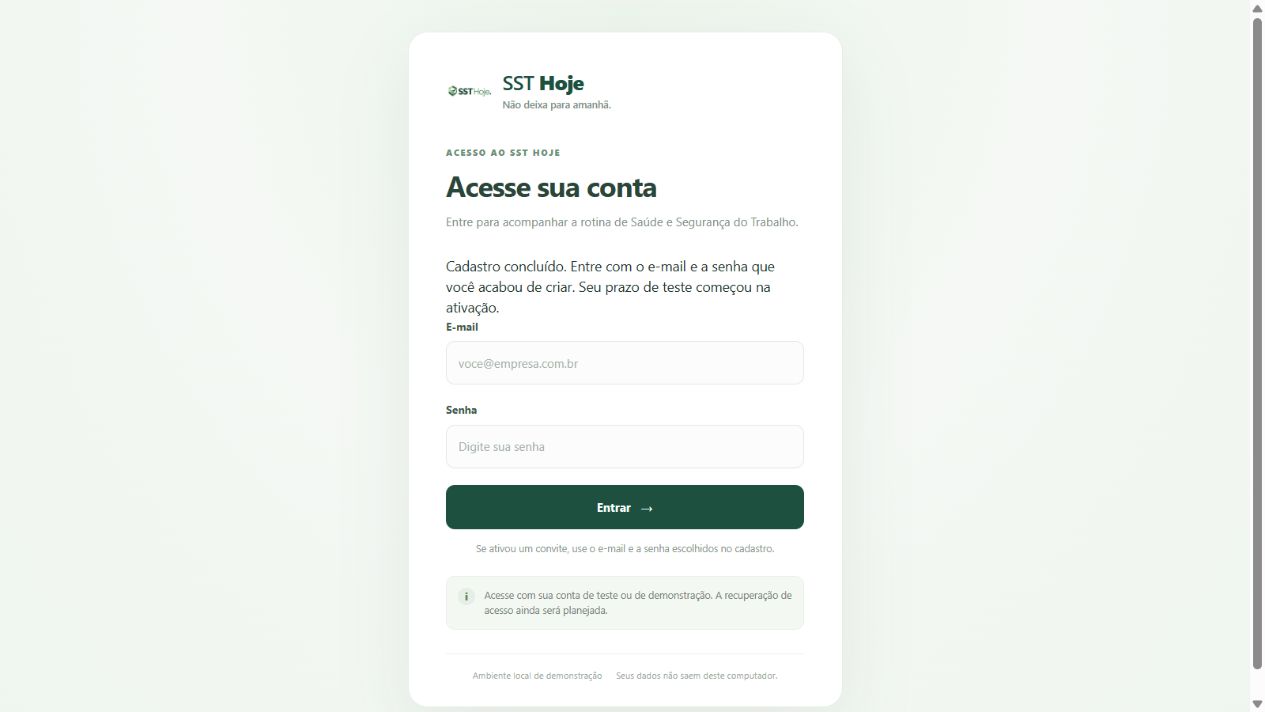 SST Hoje.
SST Hoje
Não deixa para amanhã.
ACESSO AO SST HOJE
Acesse sua conta
Entre para acompanhar a rotina de Saúde e Segurança do Trabalho.
Cadastro concluído. Entre com o e-mail e a senha que
você acabou de criar. Seu prazo de teste começou na
ativação.
E-mail
voce@empresa.com.br
Senha
Digite sua senha
Entrar →
Se ativou um convite, use o e-mail e a senha escolhidos no cadastro.
Acesse com sua conta de teste ou de demonstração. A recuperação de
acesso ainda será planejada.
Ambiente local de demonstração Seus dados não saem deste computador.